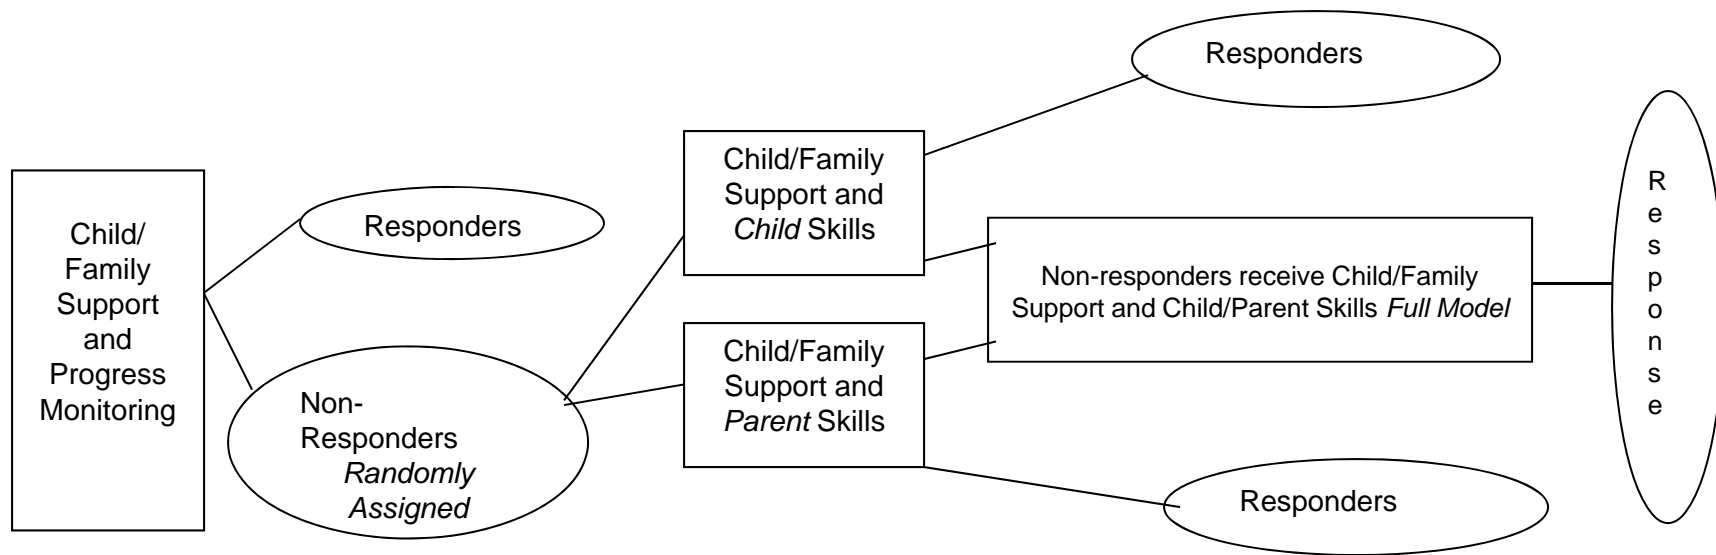 Child/
Family
Support
and
Progress
Monitoring
Responders
Non-
Responders
Randomly
Assigned
Child/Family
Support and
Child Skills
Child/Family
Support and
Parent Skills
Responders
Non-responders receive Child/Family
Support and Child/Parent Skills Full Model
Responders
R
e
s
p
o
n
s
e